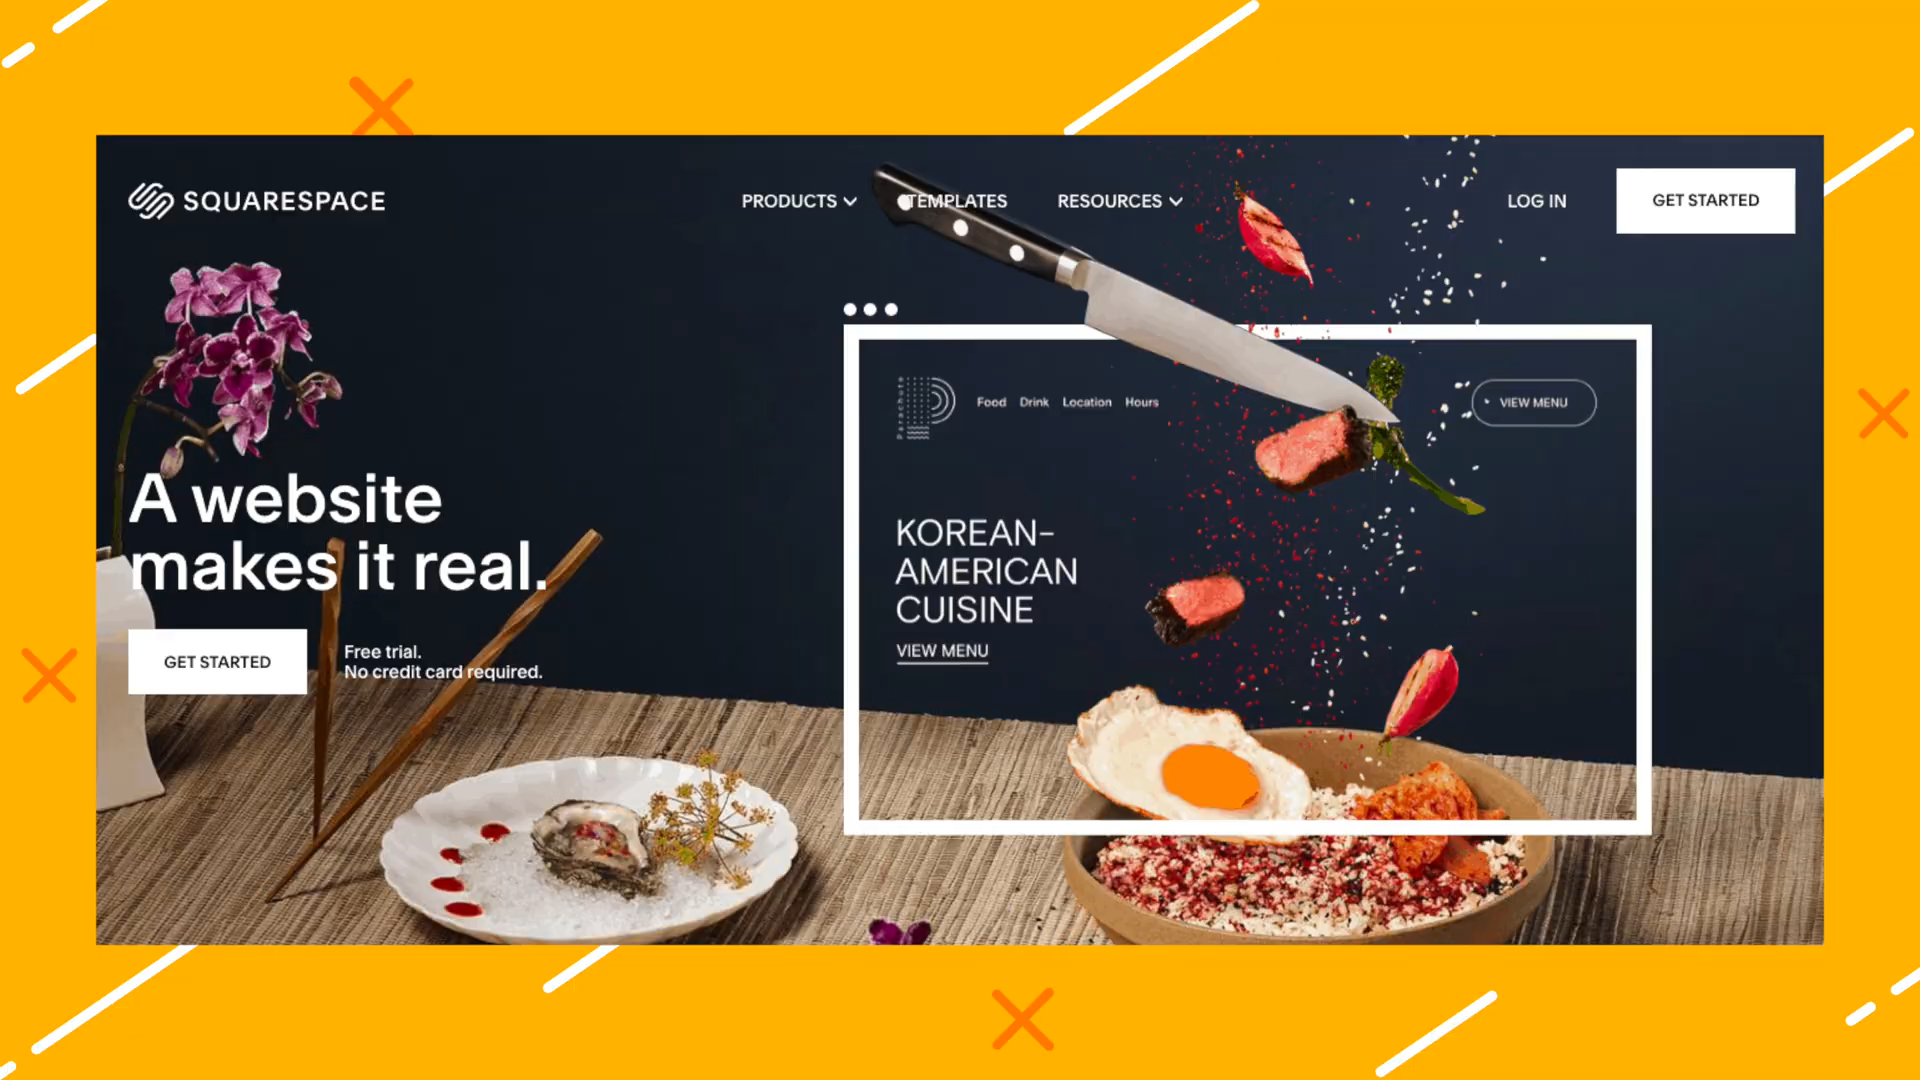 SQUARESPACE
PRODUCTS
TEMPLATES
RESOURCES
LOG IN
GET STARTED
A website
makes it real.
GET STARTED
Free trial.
No credit card required.
Food Drink Location Hours
VIEW MENU
KOREAN–
AMERICAN
CUISINE
VIEW MENU